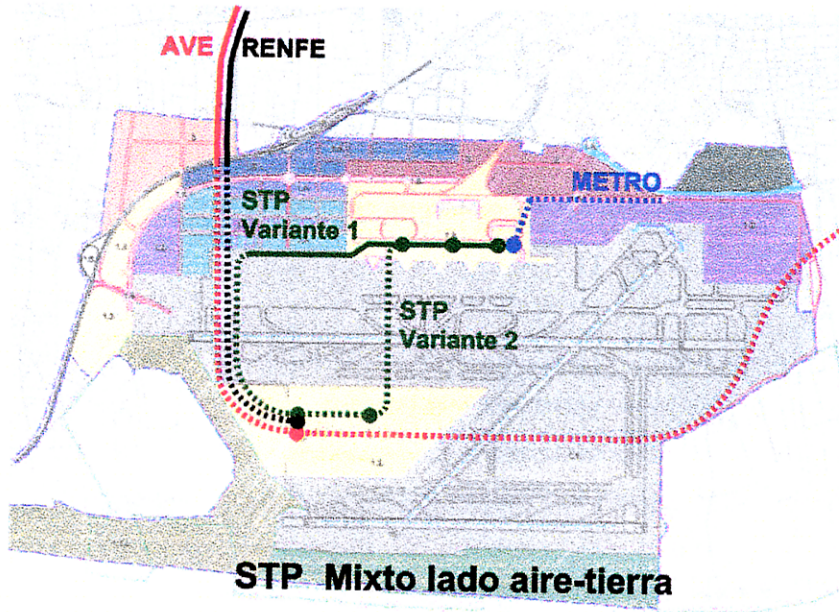 AVE RENFE
METRO
STP
Variante 1
STP
Variante 2
STP Mixto lado aire-tierra